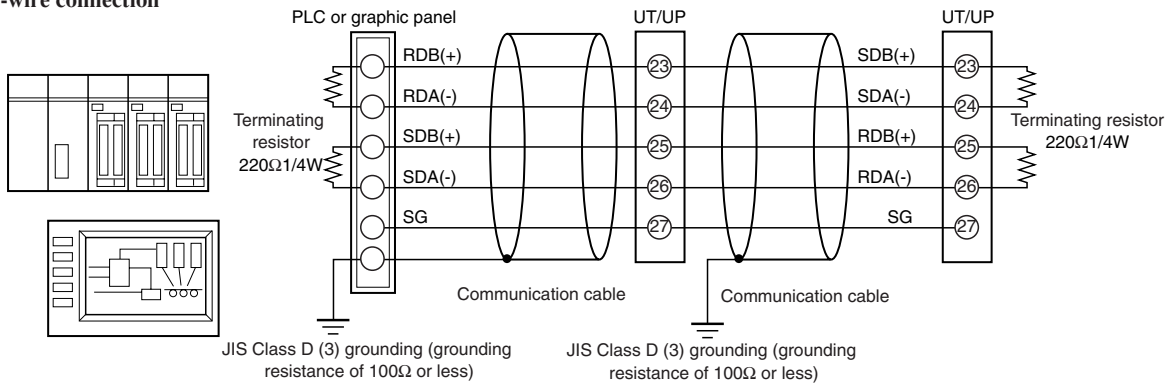 -wire connection
PLC or graphic panel
UT/UP
UT/UP
RDB(+)
23
SDB(+)
23
RDA(-)
24
SDA(-)
24
Terminating
resistor
220Ω1/4W
SDB(+)
25
RDB(+)
25
Terminating resistor
220Ω1/4W
SDA(-)
26
RDA(-)
26
SG
27
SG
27
Communication cable
Communication cable
JIS Class D (3) grounding (grounding
resistance of 100Ω or less)
JIS Class D (3) grounding (grounding
resistance of 100Ω or less)